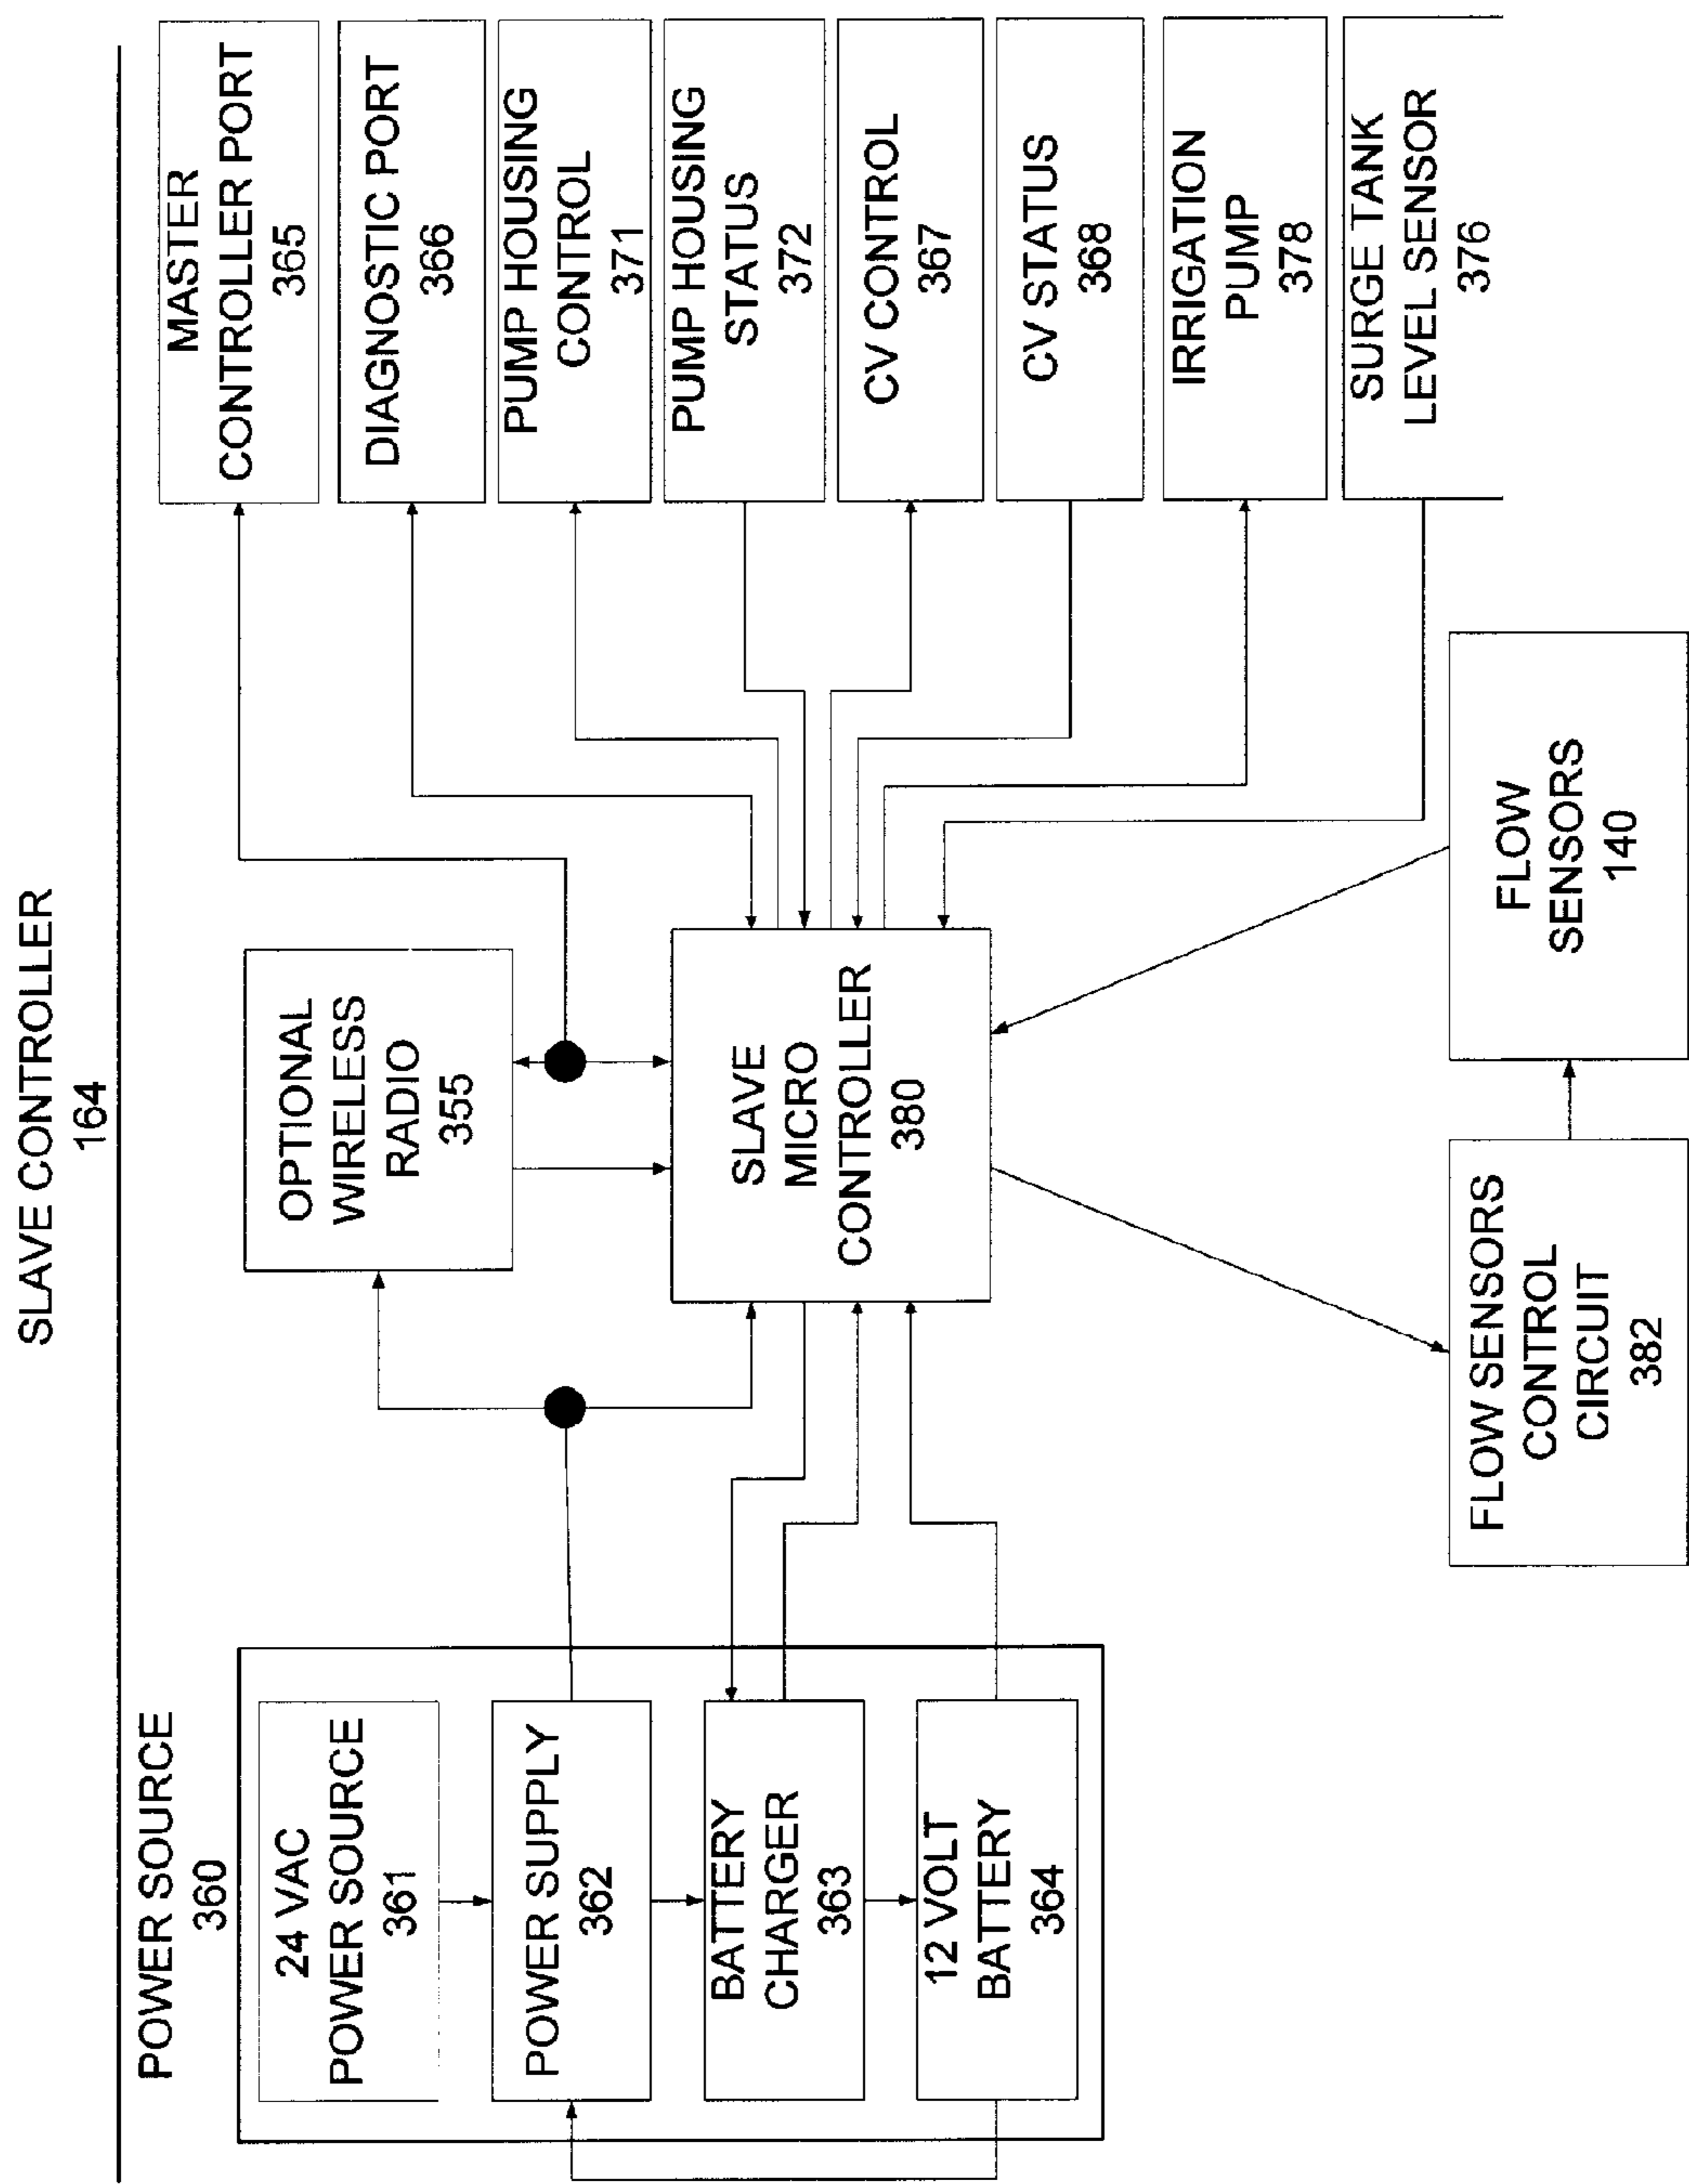 SLAVE CONTROLLER
164
POWER SOURCE
360
24 VAC
POWER SOURCE
361
POWER SUPPLY
362
BATTERY
CHARGER
363
12 VOLT
BATTERY
364
OPTIONAL
WIRELESS
RADIO
355
SLAVE
MICRO
CONTROLLER
380
FLOW SENSORS
CONTROL
CIRCUIT
382
FLOW
SENSORS
140
MASTER
CONTROLLER PORT
365
DIAGNOSTIC PORT
366
PUMP HOUSING
CONTROL
371
PUMP HOUSING
STATUS
372
CV CONTROL
367
CV STATUS
368
IRRIGATION
PUMP
378
SURGE TANK
LEVEL SENSOR
376